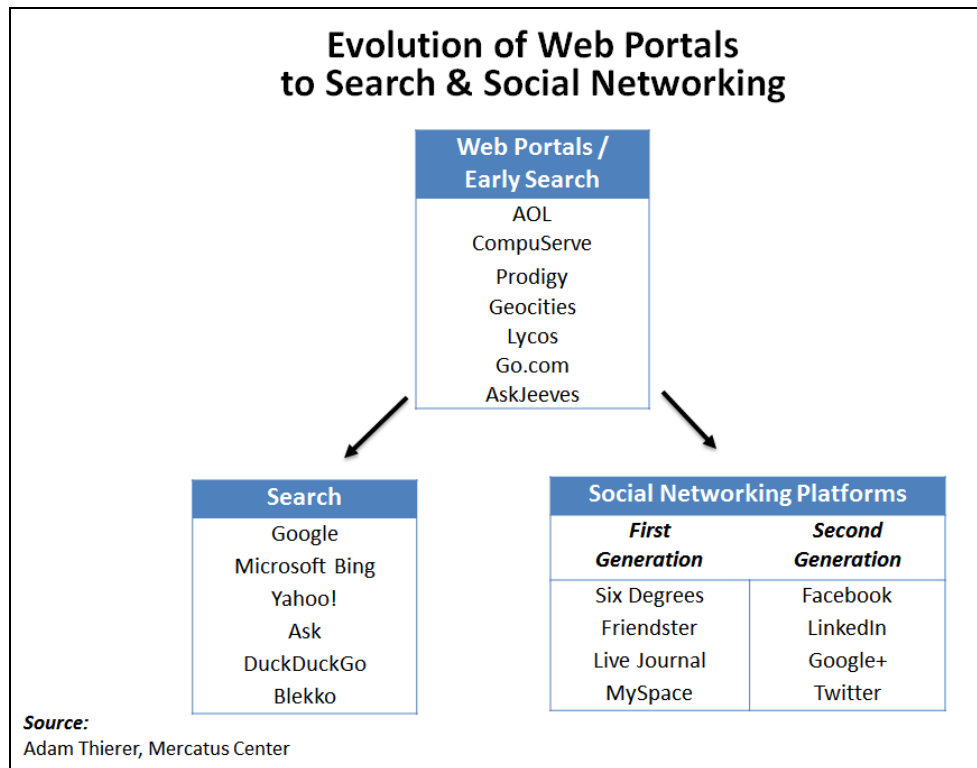 Evolution of Web Portals
to Search & Social Networking
Web Portals /
Early Search
AOL
CompuServe
Prodigy
Geocities
Lycos
Go.com
AskJeeves
Search
Google
Microsoft Bing
Yahoo!
Ask
DuckDuckGo
Blekko
Social Networking Platforms
First
Generation
Six Degrees
Friendster
Live Journal
MySpace
Second
Generation
Facebook
LinkedIn
Google+
Twitter
Source:
Adam Thierer, Mercatus Center